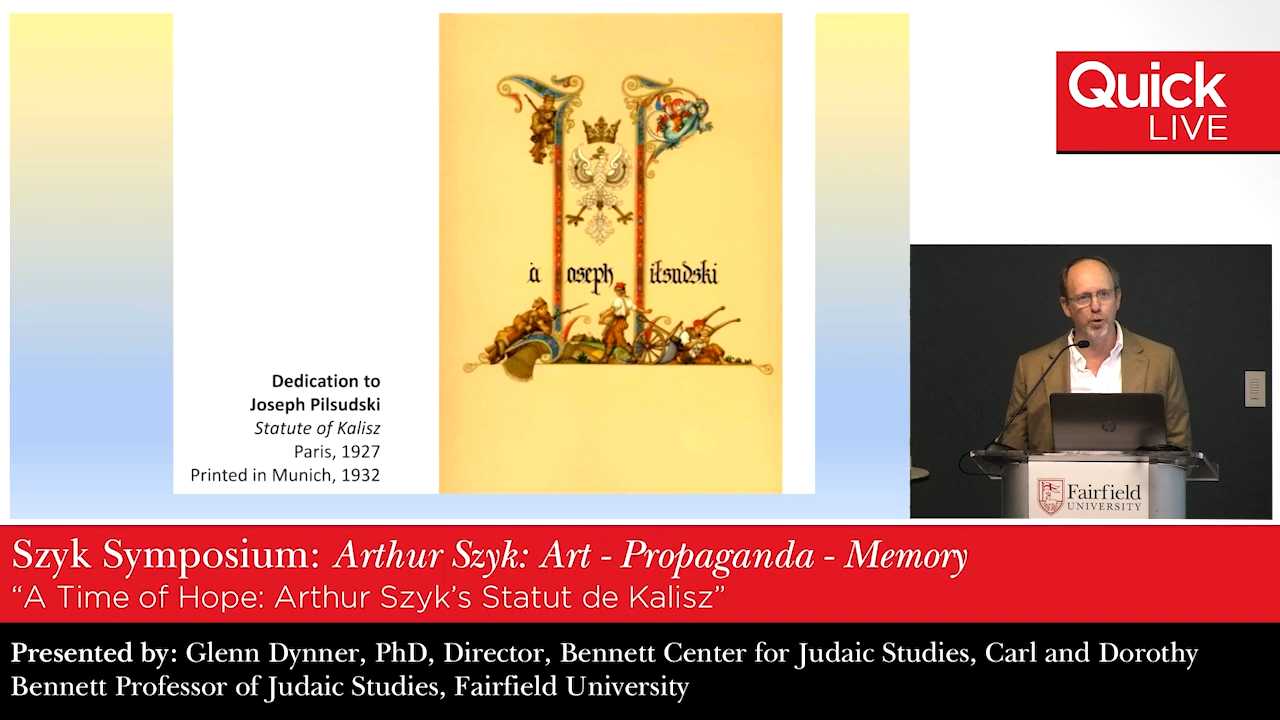 Quick
LIVE
à Joseph Piłsudski
Dedication to
Joseph Pilsudski
Statute of Kalisz
Paris, 1927
Printed in Munich, 1932
hp
Fairfield
UNIVERSITY
Szyk Symposium: Arthur Szyk: Art - Propaganda - Memory
“A Time of Hope: Arthur Szyk’s Statut de Kalisz”
Presented by: Glenn Dynner, PhD, Director, Bennett Center for Judaic Studies, Carl and Dorothy
Bennett Professor of Judaic Studies, Fairfield University